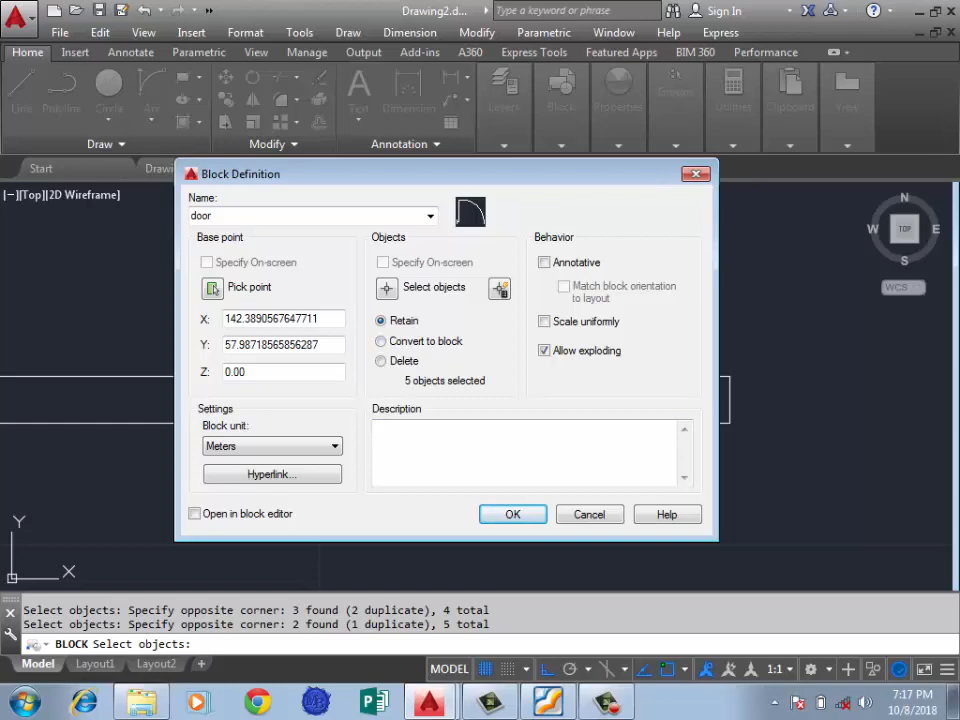 Drawing2.d...
Type a keyword or phrase
Sign In
File Edit View Insert Format Tools Draw Dimension Modify Parametric Window Help Express
Home Insert Annotate Parametric View Manage Output Add-ins A360 Express Tools Featured Apps BIM 360 Performance
Line Polyline Circle Arc Text Dimension Layers Block Properties Groups Utilities Clipboard View
Draw Modify Annotation
Start Drawi
[−][Top][2D Wireframe]
N
W TOP E
S
WCS
Block Definition
Name:
door
Base point
Specify On-screen
Pick point
X: 142.3890567647711
Y: 57.98718565856287
Z: 0.00
Objects
Specify On-screen
Select objects
Retain
Convert to block
Delete
5 objects selected
Behavior
Annotative
Match block orientation
to layout
Scale uniformly
Allow exploding
Settings
Block unit:
Meters
Hyperlink...
Description
Open in block editor
OK Cancel Help
Y
X
Select objects: Specify opposite corner: 3 found (2 duplicate), 4 total
Select objects: Specify opposite corner: 2 found (1 duplicate), 5 total
BLOCK Select objects:
Model Layout1 Layout2 +
MODEL 1:1
7:17 PM
10/8/2018